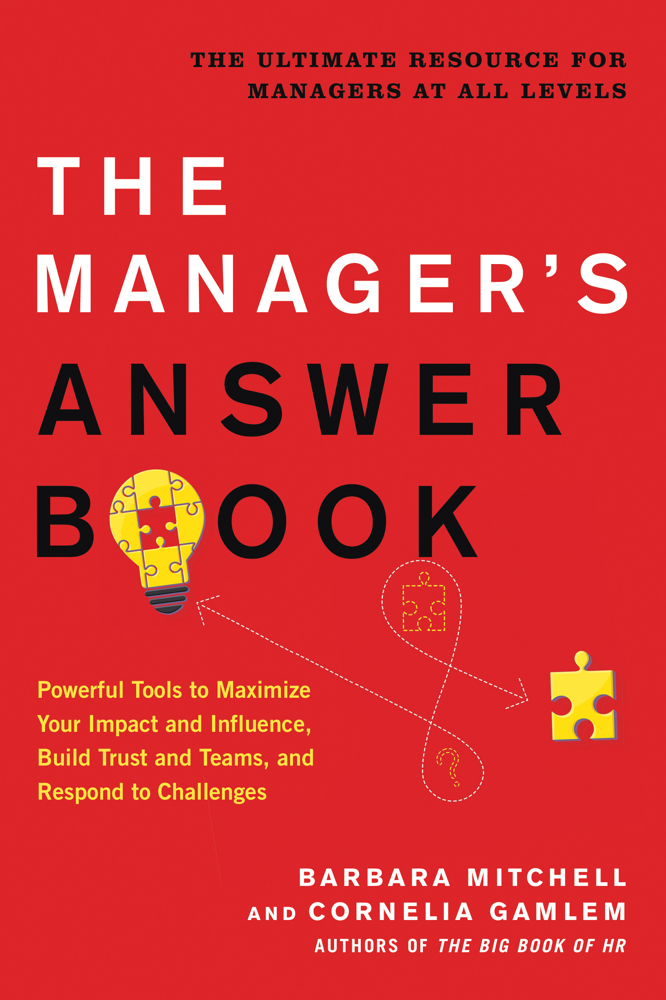 THE ULTIMATE RESOURCE FOR
MANAGERS AT ALL LEVELS
THE
MANAGER’S
ANSWER
BOOK
Powerful Tools to Maximize
Your Impact and Influence,
Build Trust and Teams, and
Respond to Challenges
?
BARBARA MITCHELL
AND CORNELIA GAMLEM
AUTHORS OF THE BIG BOOK OF HR